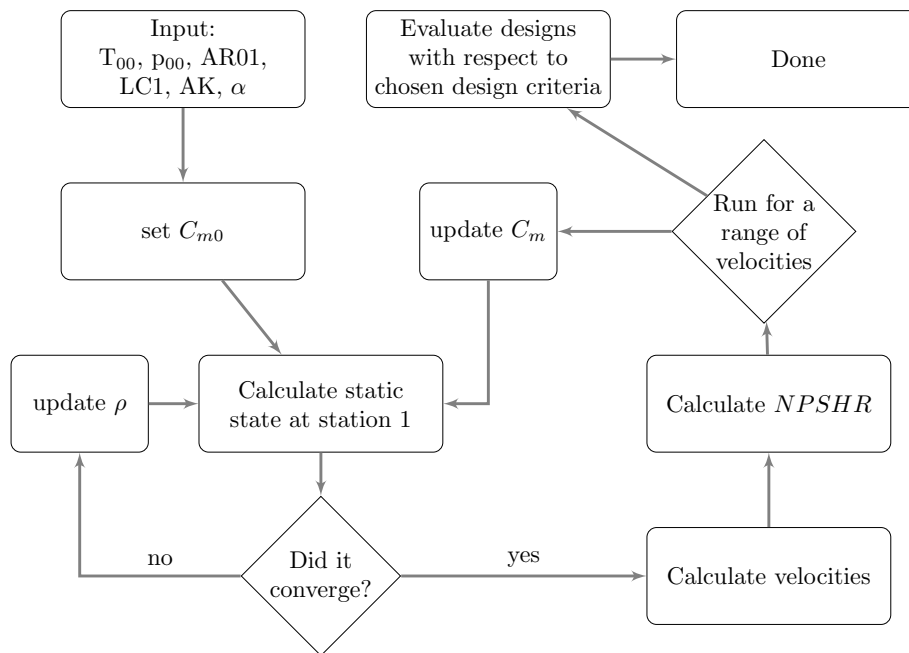 Input:
T₀₀, p₀₀, AR01,
LC1, AK, α
Evaluate designs
with respect to
chosen design criteria
Done
set Cₘ₀
update Cₘ
Run for a
range of
velocities
update ρ
Calculate static
state at station 1
Calculate NPSHR
no
Did it
converge?
yes
Calculate velocities